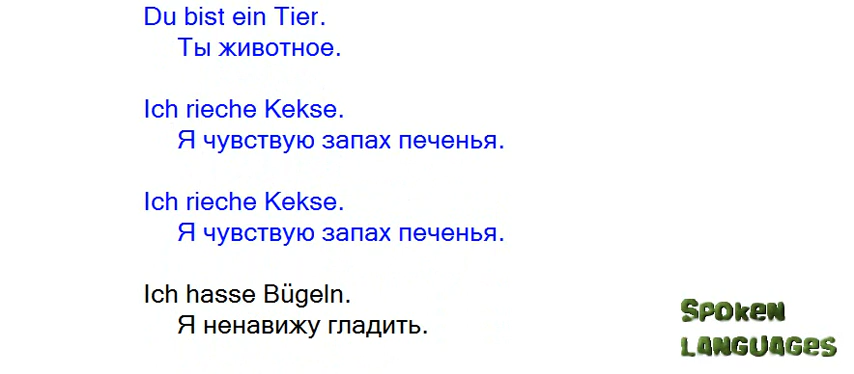 Du bist ein Tier.
Ты животное.
Ich rieche Kekse.
Я чувствую запах печенья.
Ich rieche Kekse.
Я чувствую запах печенья.
Ich hasse Bügeln.
Я ненавижу гладить.
Spoken
Languages